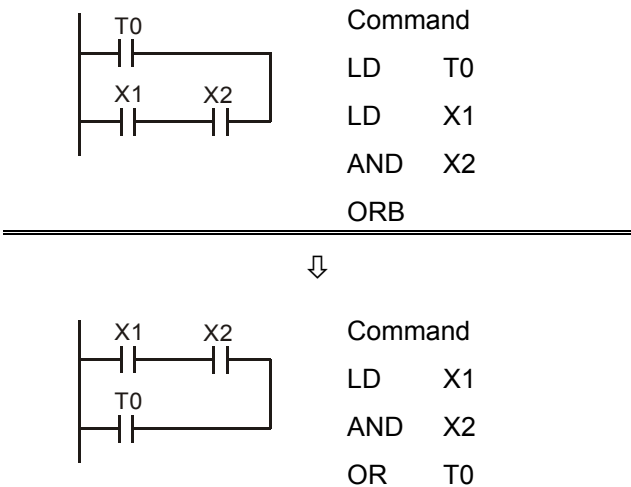 T0
X1 X2
Command
LD T0
LD X1
AND X2
ORB
⇩
X1 X2
T0
Command
LD X1
AND X2
OR T0